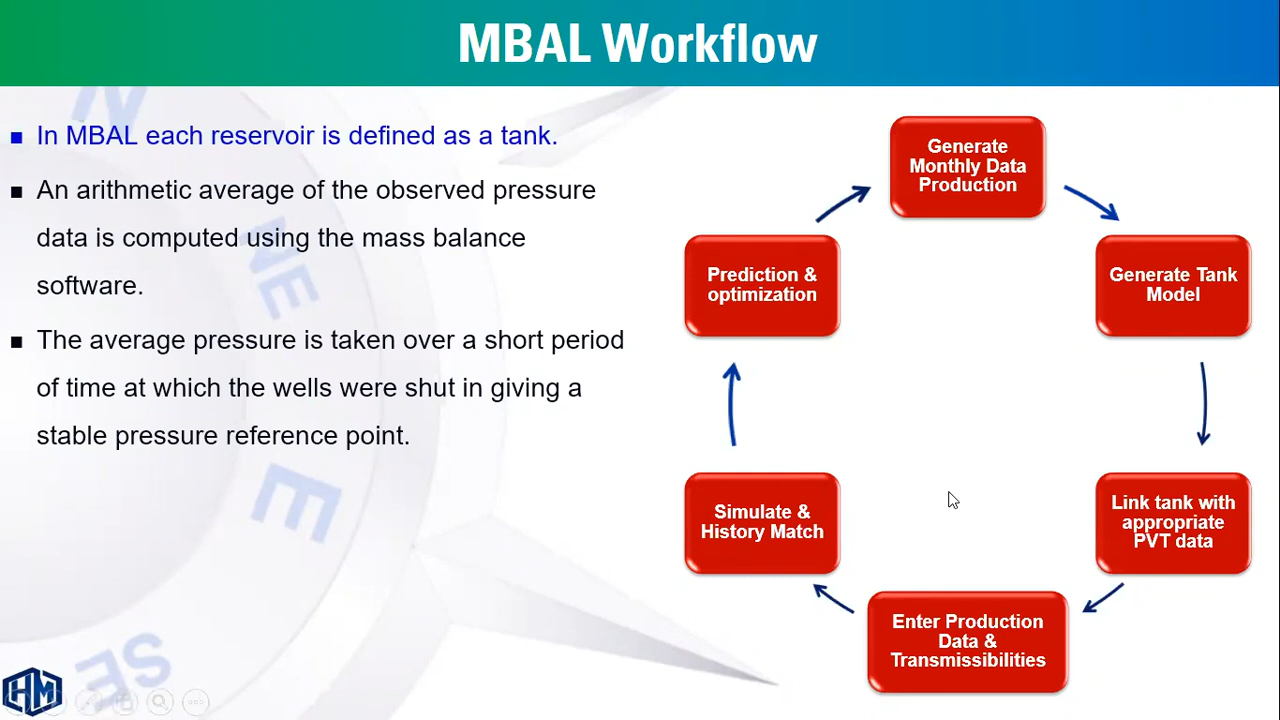 MBAL Workflow
■ In MBAL each reservoir is defined as a tank.
■ An arithmetic average of the observed pressure
data is computed using the mass balance
software.
■ The average pressure is taken over a short period
of time at which the wells were shut in giving a
stable pressure reference point.
Generate
Monthly Data
Production
Generate Tank
Model
Link tank with
appropriate
PVT data
Enter Production
Data &
Transmissibilities
Simulate &
History Match
Prediction &
optimization
N
NE
E
SE
HM